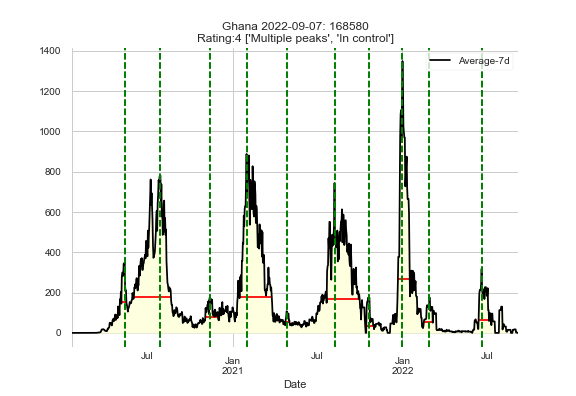 Ghana 2022-09-07: 168580
Rating:4 ['Multiple peaks', 'In control']
Average-7d
1400
1200
1000
800
600
400
200
0
Jul Jan Jul Jan Jul
2021 2022
Date